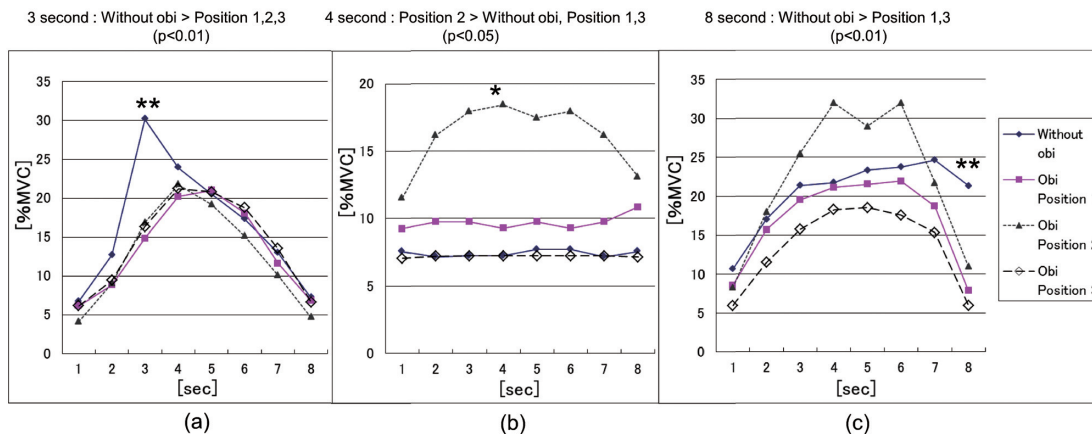 3 second : Without obi > Position 1,2,3
(p<0.01)
4 second : Position 2 > Without obi, Position 1,3
(p<0.05)
8 second : Without obi > Position 1,3
(p<0.01)
[%MVC]
35
30
25
20
15
10
5
0
**
1 2 3 4 5 6 7 8
[sec]
(a)
[%MVC]
20
15
10
5
0
*
1 2 3 4 5 6 7 8
[sec]
(b)
[%MVC]
35
30
25
20
15
10
5
0
**
1 2 3 4 5 6 7 8
[sec]
(c)
Without
obi
Obi
Position
Obi
Position
Obi
Position